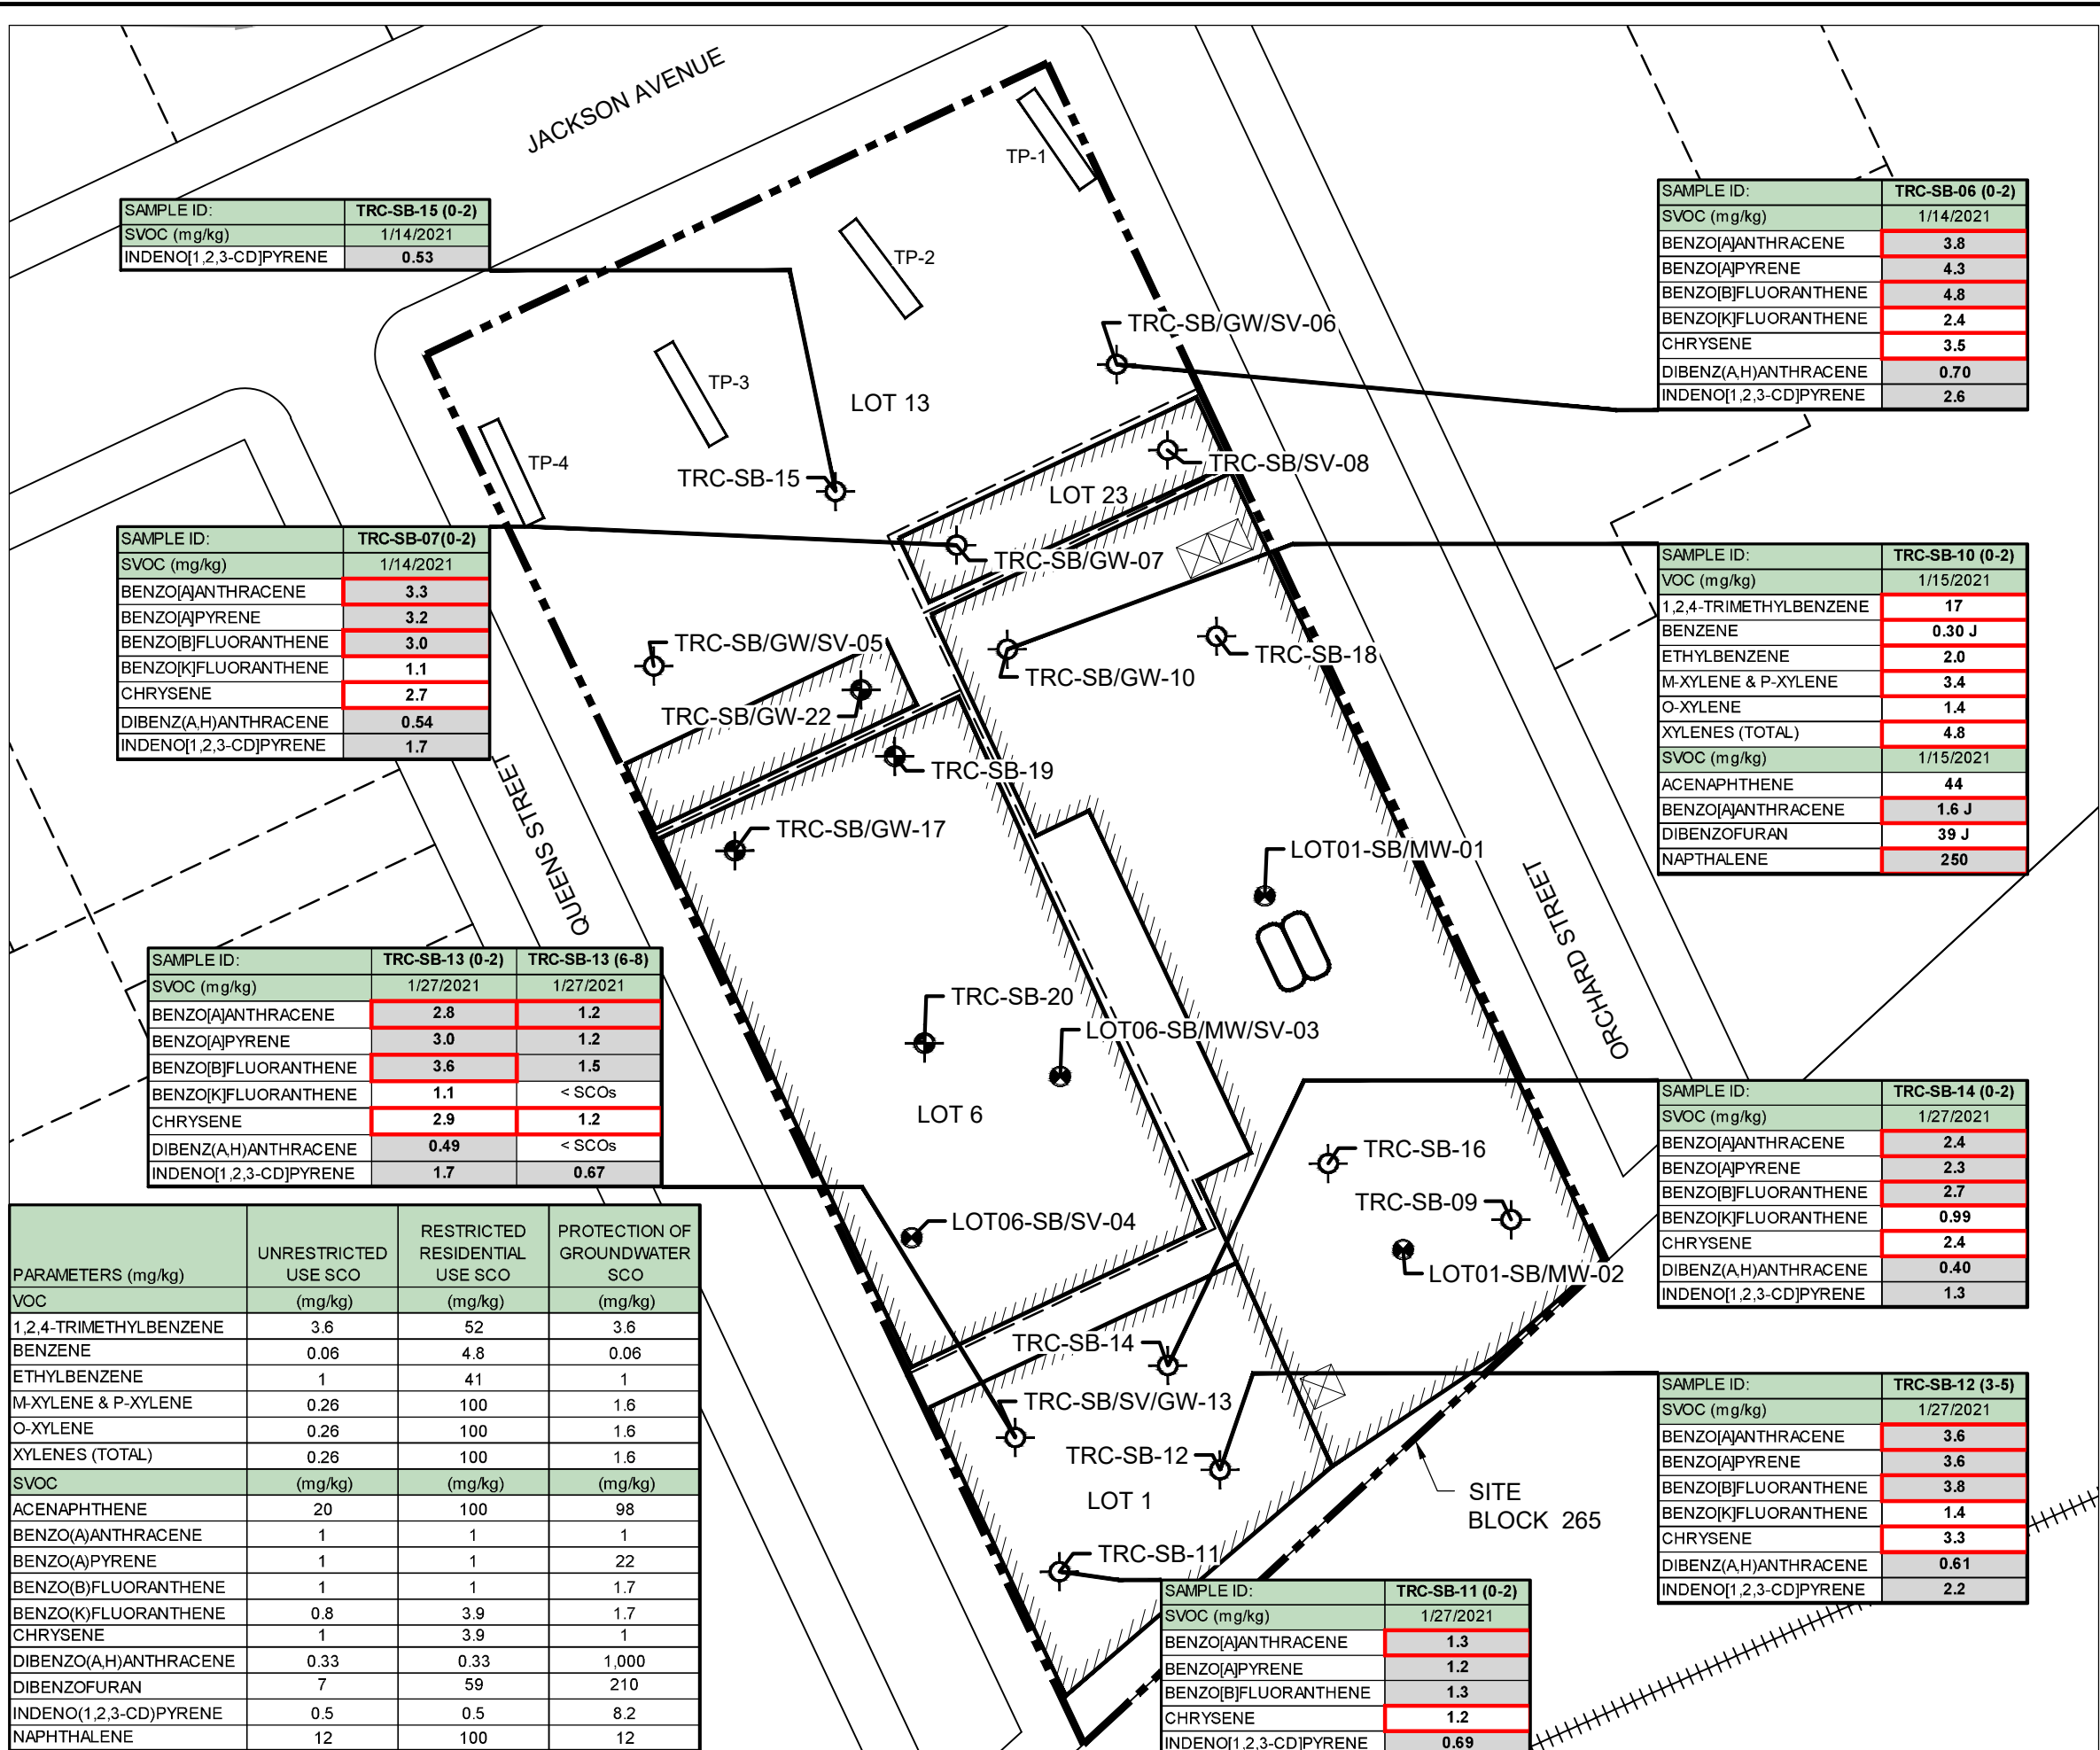 JACKSON AVENUE
TP-1
TP-2
TP-3
TP-4
LOT 13
SAMPLE ID: TRC-SB-15 (0-2)
SVOC (mg/kg) 1/14/2021
INDENO[1,2,3-CD]PYRENE 0.53
SAMPLE ID: TRC-SB-06 (0-2)
SVOC (mg/kg) 1/14/2021
BENZO[A]ANTHRACENE 3.8
BENZO[A]PYRENE 4.3
BENZO[B]FLUORANTHENE 4.8
BENZO[K]FLUORANTHENE 2.4
CHRYSENE 3.5
DIBENZ(A,H)ANTHRACENE 0.70
INDENO[1,2,3-CD]PYRENE 2.6
TRC-SB/GW/SV-06
TRC-SB-15
TRC-SB/SV-08
LOT 23
TRC-SB/GW-07
SAMPLE ID: TRC-SB-07(0-2)
SVOC (mg/kg) 1/14/2021
BENZO[A]ANTHRACENE 3.3
BENZO[A]PYRENE 3.2
BENZO[B]FLUORANTHENE 3.0
BENZO[K]FLUORANTHENE 1.1
CHRYSENE 2.7
DIBENZ(A,H)ANTHRACENE 0.54
INDENO[1,2,3-CD]PYRENE 1.7
SAMPLE ID: TRC-SB-10 (0-2)
VOC (mg/kg) 1/15/2021
1,2,4-TRIMETHYLBENZENE 17
BENZENE 0.30 J
ETHYLBENZENE 2.0
M-XYLENE & P-XYLENE 3.4
O-XYLENE 1.4
XYLENES (TOTAL) 4.8
SVOC (mg/kg) 1/15/2021
ACENAPHTHENE 44
BENZO[A]ANTHRACENE 1.6 J
DIBENZOFURAN 39 J
NAPTHALENE 250
TRC-SB/GW/SV-05
TRC-SB-18
TRC-SB/GW-10
TRC-SB/GW-22
TRC-SB-19
TRC-SB/GW-17
QUEENS STREET
LOT01-SB/MW-01
ORCHARD STREET
SAMPLE ID: TRC-SB-13 (0-2) TRC-SB-13 (6-8)
SVOC (mg/kg) 1/27/2021 1/27/2021
BENZO[A]ANTHRACENE 2.8 1.2
BENZO[A]PYRENE 3.0 1.2
BENZO[B]FLUORANTHENE 3.6 1.5
BENZO[K]FLUORANTHENE 1.1 < SCOs
CHRYSENE 2.9 1.2
DIBENZ(A,H)ANTHRACENE 0.49 < SCOs
INDENO[1,2,3-CD]PYRENE 1.7 0.67
TRC-SB-20
LOT06-SB/MW/SV-03
LOT 6
TRC-SB-16
TRC-SB-09
LOT06-SB/SV-04
LOT01-SB/MW-02
SAMPLE ID: TRC-SB-14 (0-2)
SVOC (mg/kg) 1/27/2021
BENZO[A]ANTHRACENE 2.4
BENZO[A]PYRENE 2.3
BENZO[B]FLUORANTHENE 2.7
BENZO[K]FLUORANTHENE 0.99
CHRYSENE 2.4
DIBENZ(A,H)ANTHRACENE 0.40
INDENO[1,2,3-CD]PYRENE 1.3
PARAMETERS (mg/kg) UNRESTRICTED USE SCO RESTRICTED RESIDENTIAL USE SCO PROTECTION OF GROUNDWATER SCO
VOC (mg/kg) (mg/kg) (mg/kg)
1,2,4-TRIMETHYLBENZENE 3.6 52 3.6
BENZENE 0.06 4.8 0.06
ETHYLBENZENE 1 41 1
M-XYLENE & P-XYLENE 0.26 100 1.6
O-XYLENE 0.26 100 1.6
XYLENES (TOTAL) 0.26 100 1.6
SVOC (mg/kg) (mg/kg) (mg/kg)
ACENAPHTHENE 20 100 98
BENZO(A)ANTHRACENE 1 1 1
BENZO(A)PYRENE 1 1 22
BENZO(B)FLUORANTHENE 1 1 1.7
BENZO(K)FLUORANTHENE 0.8 3.9 1.7
CHRYSENE 1 3.9 1
DIBENZO(A,H)ANTHRACENE 0.33 0.33 1,000
DIBENZOFURAN 7 59 210
INDENO(1,2,3-CD)PYRENE 0.5 0.5 8.2
NAPHTHALENE 12 100 12
TRC-SB-14
TRC-SB/SV/GW-13
TRC-SB-12
LOT 1
SITE
BLOCK 265
TRC-SB-11
SAMPLE ID: TRC-SB-12 (3-5)
SVOC (mg/kg) 1/27/2021
BENZO[A]ANTHRACENE 3.6
BENZO[A]PYRENE 3.6
BENZO[B]FLUORANTHENE 3.8
BENZO[K]FLUORANTHENE 1.4
CHRYSENE 3.3
DIBENZ(A,H)ANTHRACENE 0.61
INDENO[1,2,3-CD]PYRENE 2.2
SAMPLE ID: TRC-SB-11 (0-2)
SVOC (mg/kg) 1/27/2021
BENZO[A]ANTHRACENE 1.3
BENZO[A]PYRENE 1.2
BENZO[B]FLUORANTHENE 1.3
CHRYSENE 1.2
INDENO[1,2,3-CD]PYRENE 0.69